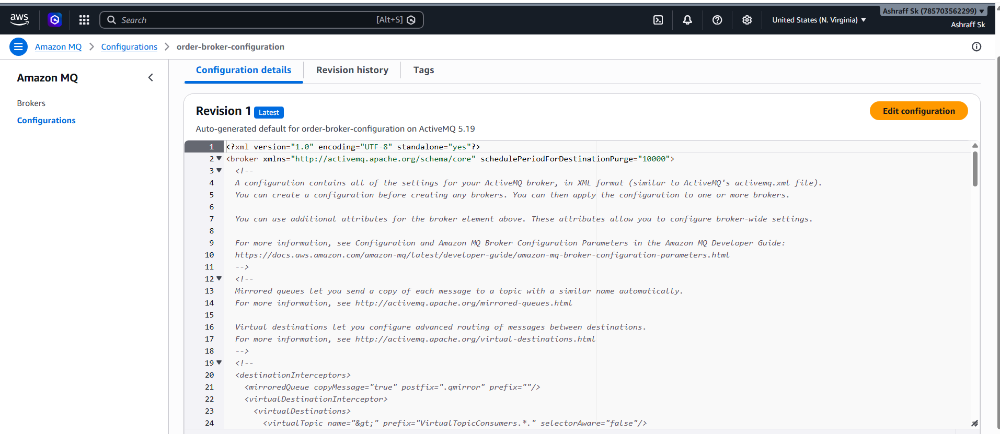 aws
Search
[Alt+S]
United States (N. Virginia)
Ashraff Sk (785703562299)
Ashraff Sk
Amazon MQ
Configurations
order-broker-configuration
Amazon MQ
Brokers
Configurations
Configuration details
Revision history
Tags
Revision 1 Latest
Edit configuration
Auto-generated default for order-broker-configuration on ActiveMQ 5.19
1 <?xml version="1.0" encoding="UTF-8" standalone="yes"?>
2 <broker xmlns="http://activemq.apache.org/schema/core" schedulePeriodForDestinationPurge="10000">
3 <!--
4 A configuration contains all of the settings for your ActiveMQ broker, in XML format (similar to ActiveMQ's activemq.xml file).
5 You can create a configuration before creating any brokers. You can then apply the configuration to one or more brokers.
6
7 You can use additional attributes for the broker element above. These attributes allow you to configure broker-wide settings.
8
9 For more information, see Configuration and Amazon MQ Broker Configuration Parameters in the Amazon MQ Developer Guide:
10 https://docs.aws.amazon.com/amazon-mq/latest/developer-guide/amazon-mq-broker-configuration-parameters.html
11 -->
12 <!--
13 Mirrored queues let you send a copy of each message to a topic with a similar name automatically.
14 For more information, see http://activemq.apache.org/mirrored-queues.html
15
16 Virtual destinations let you configure advanced routing of messages between destinations.
17 For more information, see http://activemq.apache.org/virtual-destinations.html
18 -->
19 <!--
20 <destinationInterceptors>
21 <mirroredQueue copyMessage="true" postfix=".qmirror" prefix=""/>
22 <virtualDestinationInterceptor>
23 <virtualDestinations>
24 <virtualTopic name="&gt;" prefix="VirtualTopicConsumers.*." selectorAware="false"/>